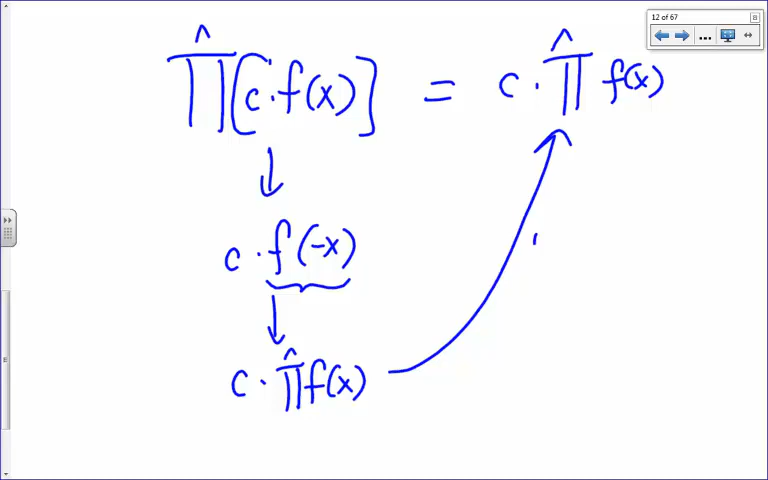 12 of 67
Π̂[c·f(x)] = c·Π̂ f(x)
c·f(-x)
c·Π̂f(x)